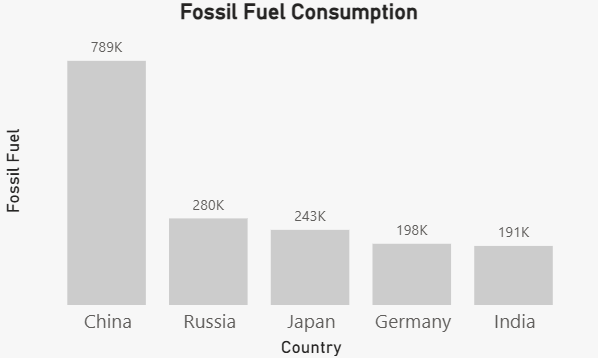 Fossil Fuel Consumption
789K
280K
243K
198K
191K
Fossil Fuel
China
Russia
Japan
Germany
India
Country